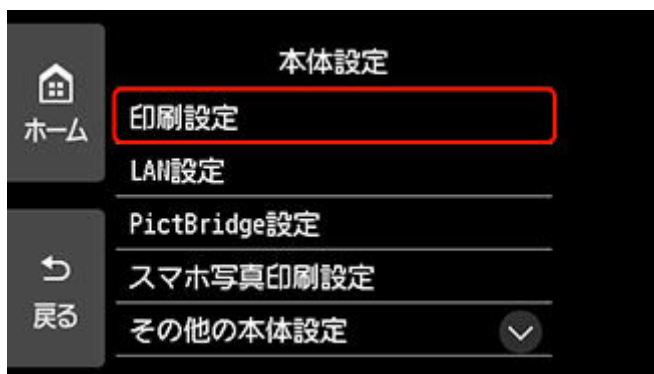 本体設定
ホーム
印刷設定
LAN設定
PictBridge設定
スマホ写真印刷設定
戻る
その他の本体設定